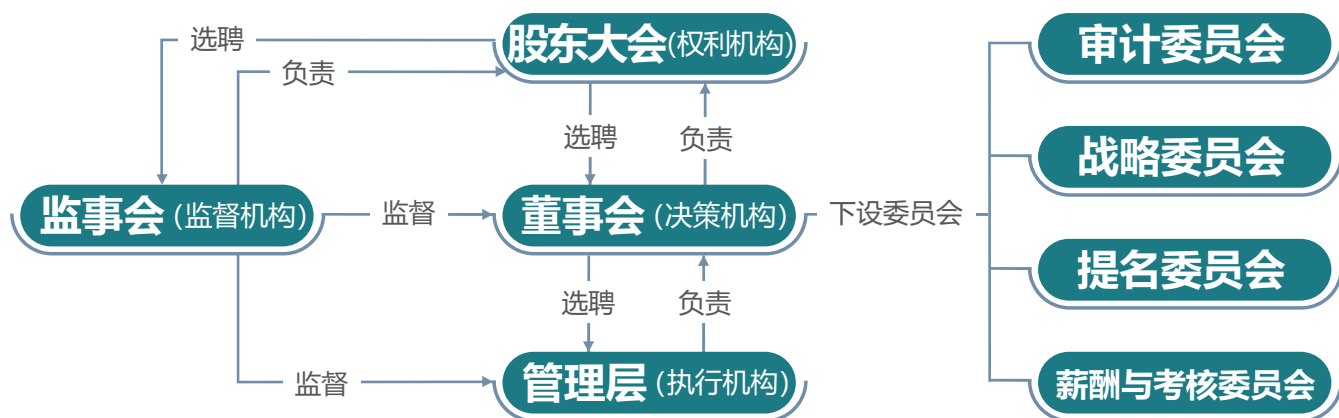 选聘
股东大会(权利机构)
负责
选聘
负责
监事会(监督机构)
监督
董事会(决策机构)
下设委员会
选聘
负责
监督
管理层(执行机构)
审计委员会
战略委员会
提名委员会
薪酬与考核委员会